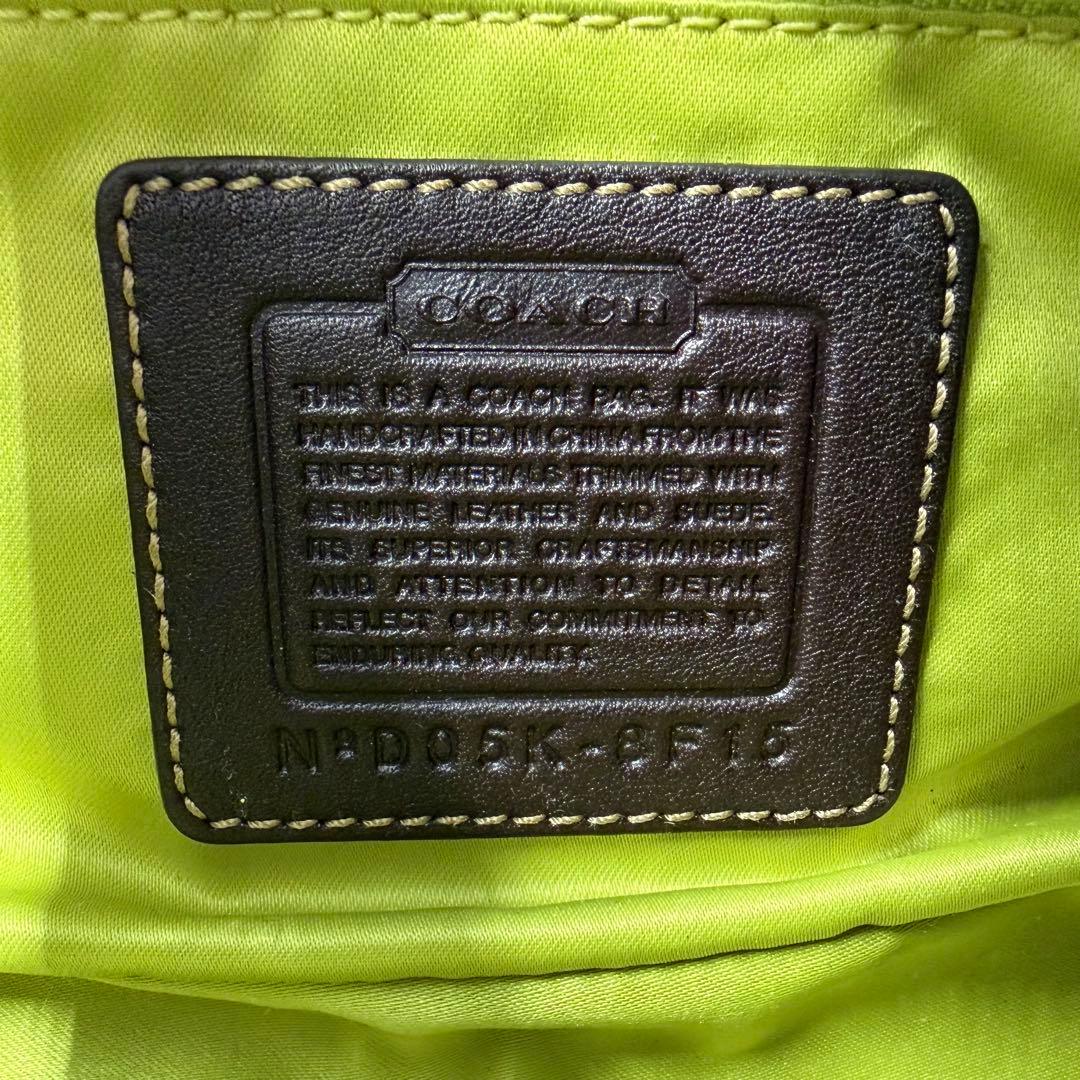 COACH
THIS IS A COACH BAG. IT WAS
HANDCRAFTED IN CHINA FROM THE
FINEST MATERIALS TRIMMED WITH
GENUINE LEATHER AND SUEDE.
ITS SUPERIOR CRAFTSMANSHIP
AND ATTENTION TO DETAIL
REFLECT OUR COMMITMENT TO
ENDURING QUALITY.
Nº D05K-8F15